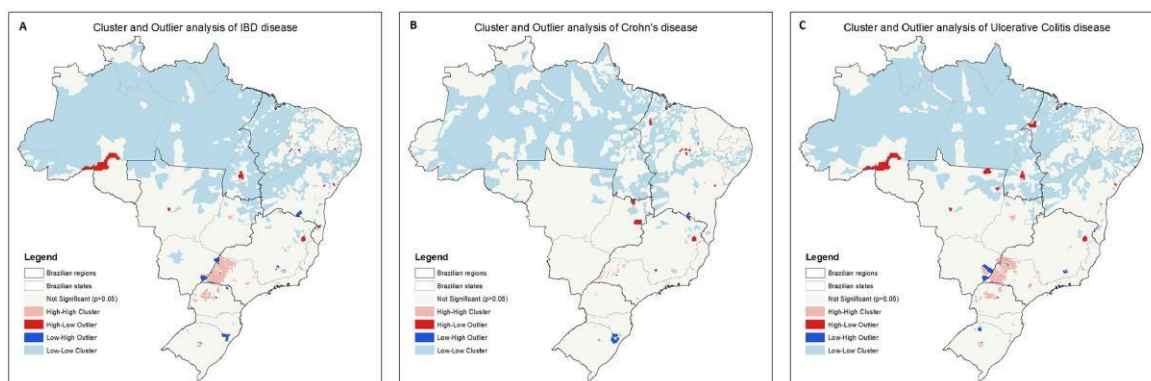 A
Cluster and Outlier analysis of IBD disease
Legend
Brazilian regions
Brazilian states
Not Significant (p>0.05)
High-High Cluster
High-Low Outlier
Low-High Outlier
Low-Low Cluster
B
Cluster and Outlier analysis of Crohn's disease
Legend
Brazilian regions
Brazilian states
Not Significant (p>0.05)
High-High Cluster
High-Low Outlier
Low-High Outlier
Low-Low Cluster
C
Cluster and Outlier analysis of Ulcerative Colitis disease
Legend
Brazilian regions
Brazilian states
Not Significant (p>0.05)
High-High Cluster
High-Low Outlier
Low-High Outlier
Low-Low Cluster